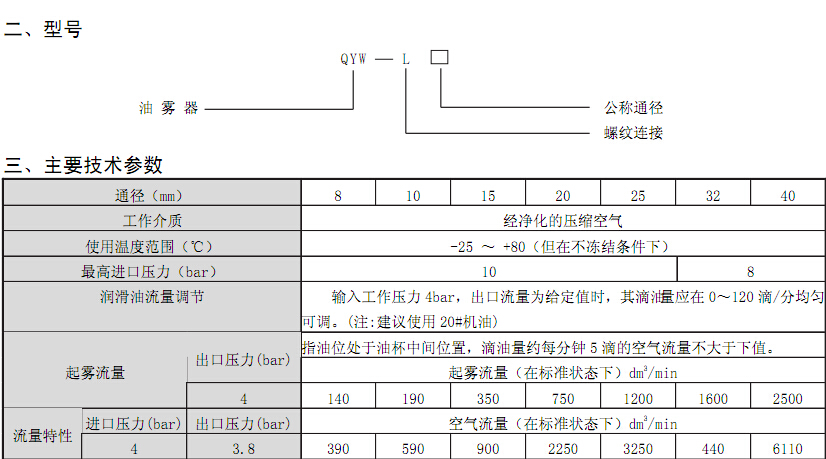 二、型号
QYW — L □
油 雾 器
公称通径
螺纹连接
三、主要技术参数
通径（mm） 8 10 15 20 25 32 40
工作介质 经净化的压缩空气
使用温度范围（℃） -25 ～ +80（但在不冻结条件下）
最高进口压力（bar） 10 8
润滑油流量调节 输入工作压力4bar，出口流量为给定值时，其滴油量应在0～120滴/分均匀
可调。(注:建议使用20#机油)
指油位处于油杯中间位置，滴油量约每分钟5滴的空气流量不大于下值。
起雾流量 出口压力(bar) 起雾流量（在标准状态下）dm³/min
4 140 190 350 750 1200 1600 2500
流量特性 进口压力(bar) 出口压力(bar) 空气流量（在标准状态下）dm³/min
4 3.8 390 590 900 2250 3250 440 6110